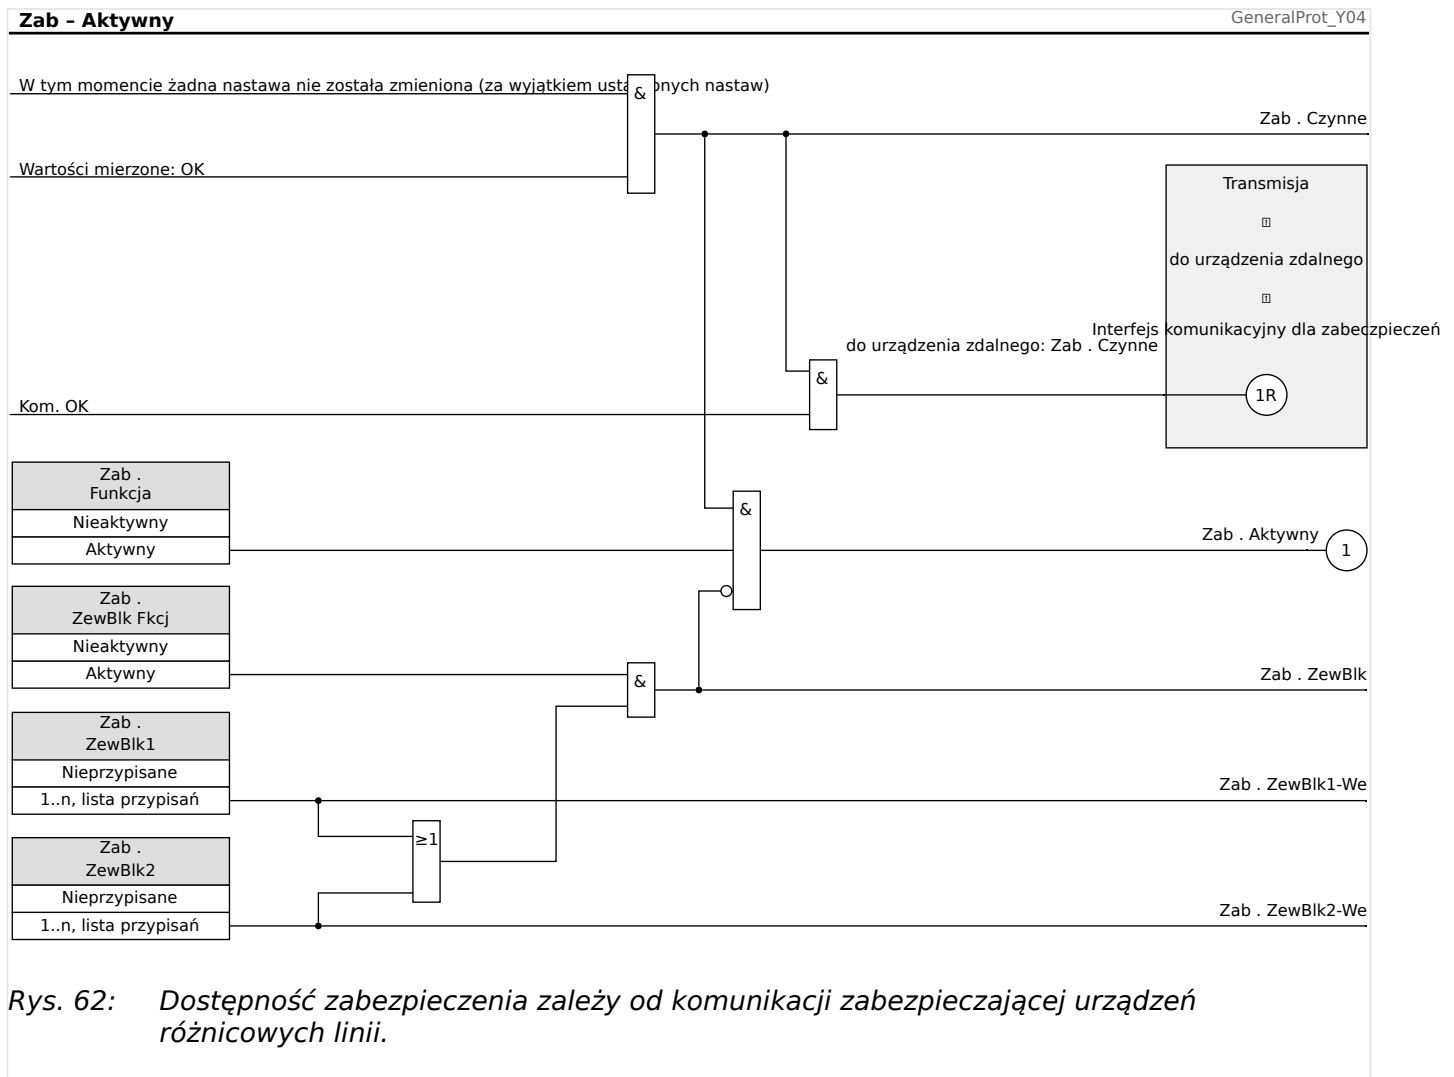 Zab – Aktywny
GeneralProt_Y04
W tym momencie żadna nastawa nie została zmieniona (za wyjątkiem onych nastaw)
&
Zab . Czynne
Wartości mierzone: OK
Transmisja
do urządzenia zdalnego
Interfejs komunikacyjny dla zabeczpieczeń
do urządzenia zdalnego: Zab . Czynne
&
1R
Kom. OK
Zab .
Funkcja
Nieaktywny
Aktywny
&
Zab . Aktywny
1
Zab .
ZewBlk Fkcj
Nieaktywny
Aktywny
&
Zab . ZewBlk
Zab .
ZewBlk1
Nieprzypisane
1..n, lista przypisań
Zab . ZewBlk1-We
≥1
Zab .
ZewBlk2
Nieprzypisane
1..n, lista przypisań
Zab . ZewBlk2-We
Rys. 62: Dostępność zabezpieczenia zależy od komunikacji zabezpieczającej urządzeń
różnicowych linii.